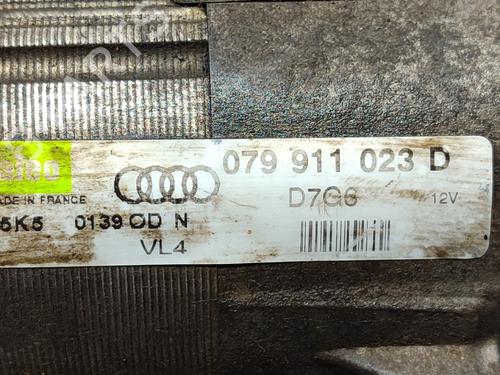 079 911 023 D
D7G6 12V
MADE IN FRANCE
5K5 0139 OD N
VL4